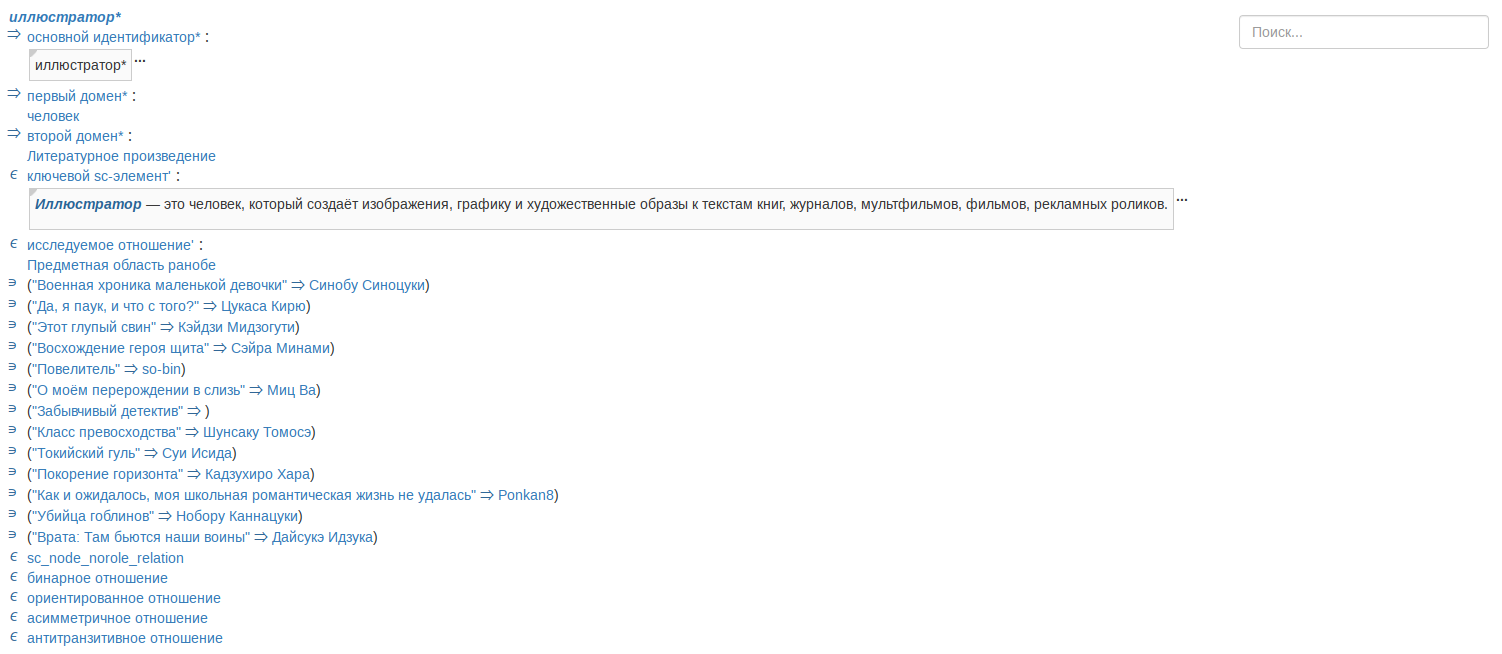 иллюстратор*
Поиск...
⇒ основной идентификатор* :
иллюстратор* ...
⇒ первый домен* :
человек
⇒ второй домен* :
Литературное произведение
∈ ключевой sc-элемент' :
Иллюстратор — это человек, который создаёт изображения, графику и художественные образы к текстам книг, журналов, мультфильмов, фильмов, рекламных роликов. ...
∈ исследуемое отношение' :
Предметная область ранобе
∋ ("Военная хроника маленькой девочки" ⇒ Синобу Синоцуки)
∋ ("Да, я паук, и что с того?" ⇒ Цукаса Кирю)
∋ ("Этот глупый свин" ⇒ Кэйдзи Мидзогути)
∋ ("Восхождение героя щита" ⇒ Сэйра Минами)
∋ ("Повелитель" ⇒ so-bin)
∋ ("О моём перерождении в слизь" ⇒ Миц Ва)
∋ ("Забывчивый детектив" ⇒ )
∋ ("Класс превосходства" ⇒ Шунсаку Томосэ)
∋ ("Токийский гуль" ⇒ Суи Исида)
∋ ("Покорение горизонта" ⇒ Кадзухиро Хара)
∋ ("Как и ожидалось, моя школьная романтическая жизнь не удалась" ⇒ Ponkan8)
∋ ("Убийца гоблинов" ⇒ Нобору Каннацуки)
∋ ("Врата: Там бьются наши воины" ⇒ Дайсукэ Идзука)
∈ sc_node_norole_relation
∈ бинарное отношение
∈ ориентированное отношение
∈ асимметричное отношение
∈ антитранзитивное отношение